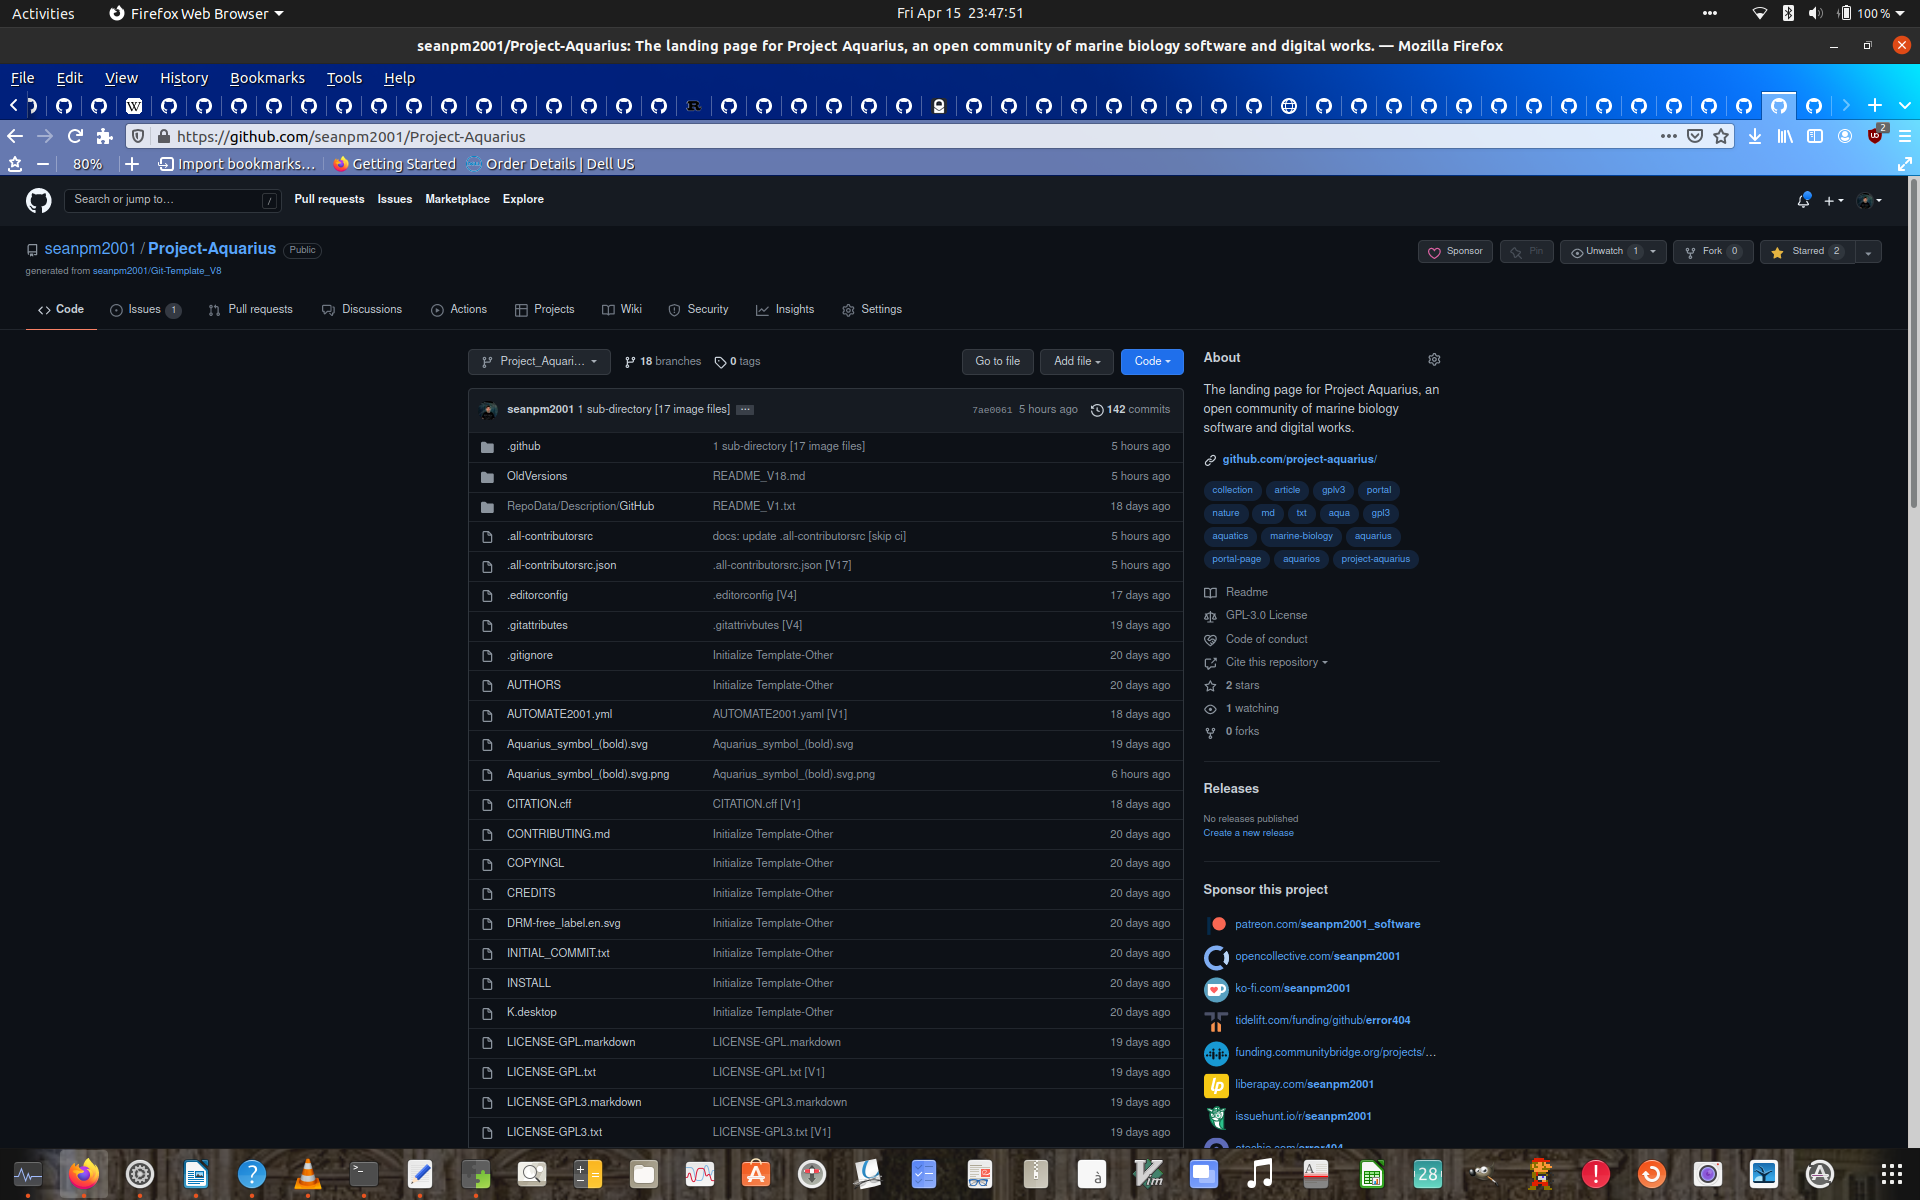 Activities Firefox Web Browser Fri Apr 15 23:47:51 100 %
seanpm2001/Project-Aquarius: The landing page for Project Aquarius, an open community of marine biology software and digital works. — Mozilla Firefox
File Edit View History Bookmarks Tools Help
https://github.com/seanpm2001/Project-Aquarius 2
80% Import bookmarks... Getting Started Order Details | Dell US
Search or jump to... / Pull requests Issues Marketplace Explore
seanpm2001 / Project-Aquarius Public Sponsor Pin Unwatch 1 Fork 0 Starred 2
generated from seanpm2001/Git-Template_V8
Code Issues 1 Pull requests Discussions Actions Projects Wiki Security Insights Settings
Project_Aquari... 18 branches 0 tags Go to file Add file Code
seanpm2001 1 sub-directory [17 image files] ... 7ae0061 5 hours ago 142 commits
.github 1 sub-directory [17 image files] 5 hours ago
OldVersions README_V18.md 5 hours ago
RepoData/Description/GitHub README_V1.txt 18 days ago
.all-contributorsrc docs: update .all-contributorsrc [skip ci] 5 hours ago
.all-contributorsrc.json .all-contributorsrc.json [V17] 5 hours ago
.editorconfig .editorconfig [V4] 17 days ago
.gitattributes .gitattrivbutes [V4] 19 days ago
.gitignore Initialize Template-Other 20 days ago
AUTHORS Initialize Template-Other 20 days ago
AUTOMATE2001.yml AUTOMATE2001.yaml [V1] 18 days ago
Aquarius_symbol_(bold).svg Aquarius_symbol_(bold).svg 19 days ago
Aquarius_symbol_(bold).svg.png Aquarius_symbol_(bold).svg.png 6 hours ago
CITATION.cff CITATION.cff [V1] 18 days ago
CONTRIBUTING.md Initialize Template-Other 20 days ago
COPYINGL Initialize Template-Other 20 days ago
CREDITS Initialize Template-Other 20 days ago
DRM-free_label.en.svg Initialize Template-Other 20 days ago
INITIAL_COMMIT.txt Initialize Template-Other 20 days ago
INSTALL Initialize Template-Other 20 days ago
K.desktop Initialize Template-Other 20 days ago
LICENSE-GPL.markdown LICENSE-GPL.markdown 19 days ago
LICENSE-GPL.txt LICENSE-GPL.txt [V1] 19 days ago
LICENSE-GPL3.markdown LICENSE-GPL3.markdown 19 days ago
LICENSE-GPL3.txt LICENSE-GPL3.txt [V1] 19 days ago
About
The landing page for Project Aquarius, an
open community of marine biology
software and digital works.
github.com/project-aquarius/
collection article gplv3 portal
nature md txt aqua gpl3
aquatics marine-biology aquarius
portal-page aquarios project-aquarius
Readme
GPL-3.0 License
Code of conduct
Cite this repository
2 stars
1 watching
0 forks
Releases
No releases published
Create a new release
Sponsor this project
patreon.com/seanpm2001_software
opencollective.com/seanpm2001
ko-fi.com/seanpm2001
tidelift.com/funding/github/error404
funding.communitybridge.org/projects/...
liberapay.com/seanpm2001
issuehunt.io/r/seanpm2001
28